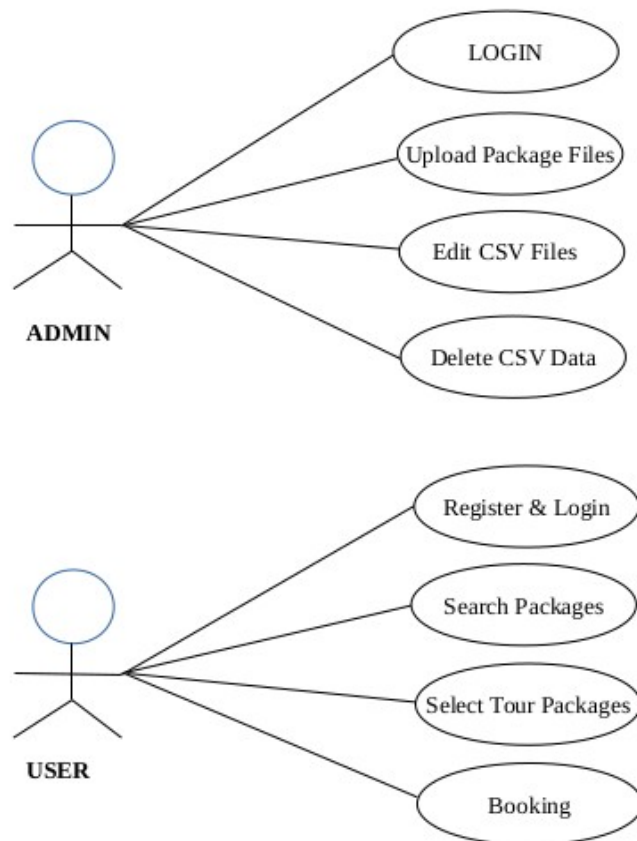 LOGIN
Upload Package Files
Edit CSV Files
ADMIN
Delete CSV Data
Register & Login
Search Packages
Select Tour Packages
USER
Booking